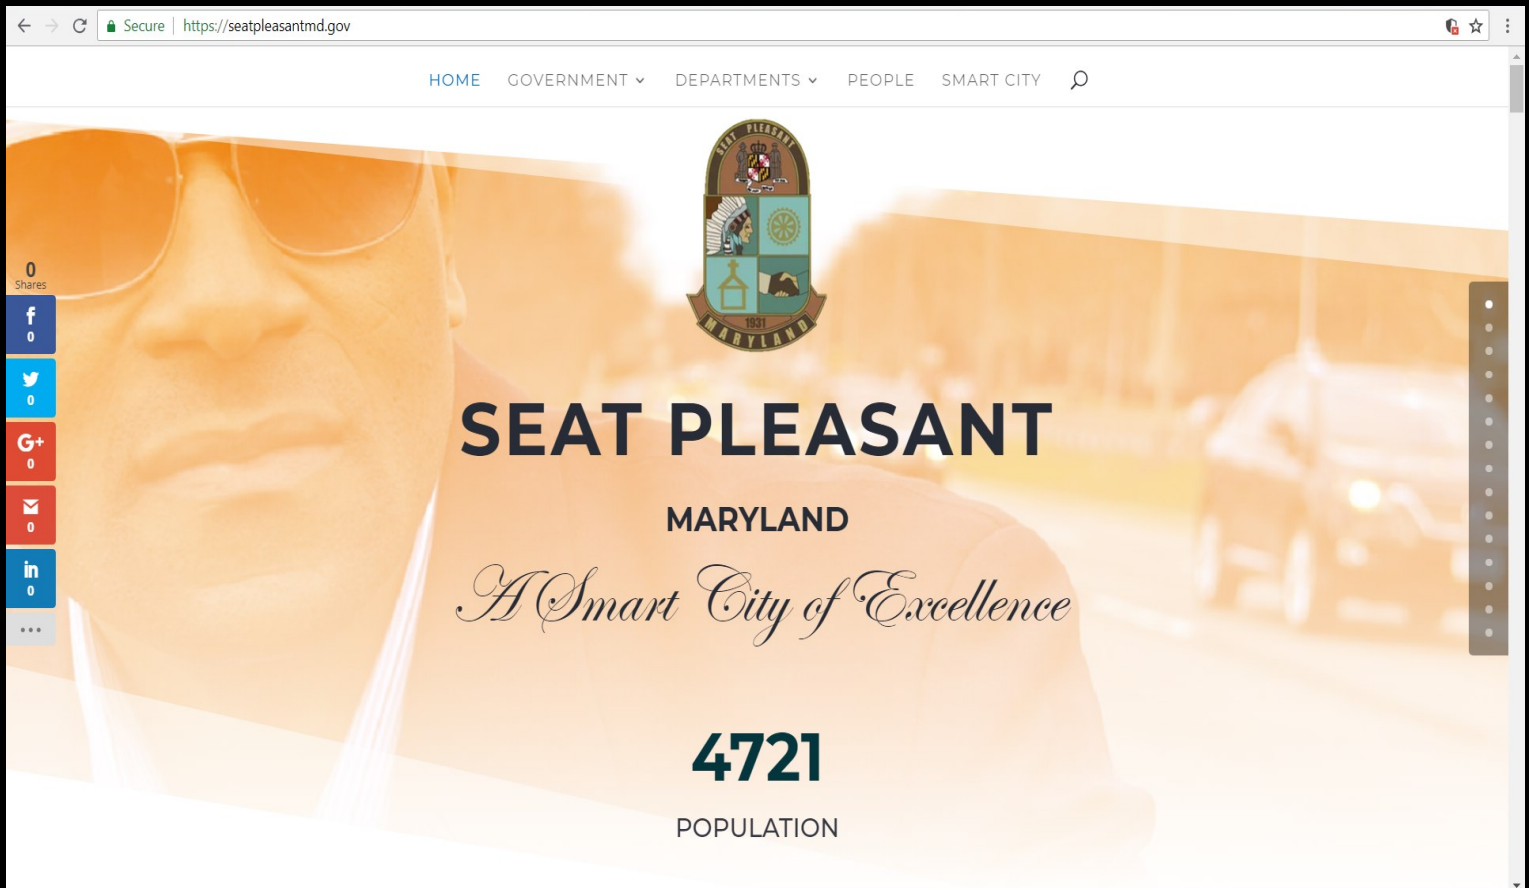 Secure https://seatpleasantmd.gov
HOME GOVERNMENT DEPARTMENTS PEOPLE SMART CITY
SEAT PLEASANT
1931
MARYLAND
0
Shares
f
0
0
G+
0
0
in
0
SEAT PLEASANT
MARYLAND
A Smart City of Excellence
4721
POPULATION